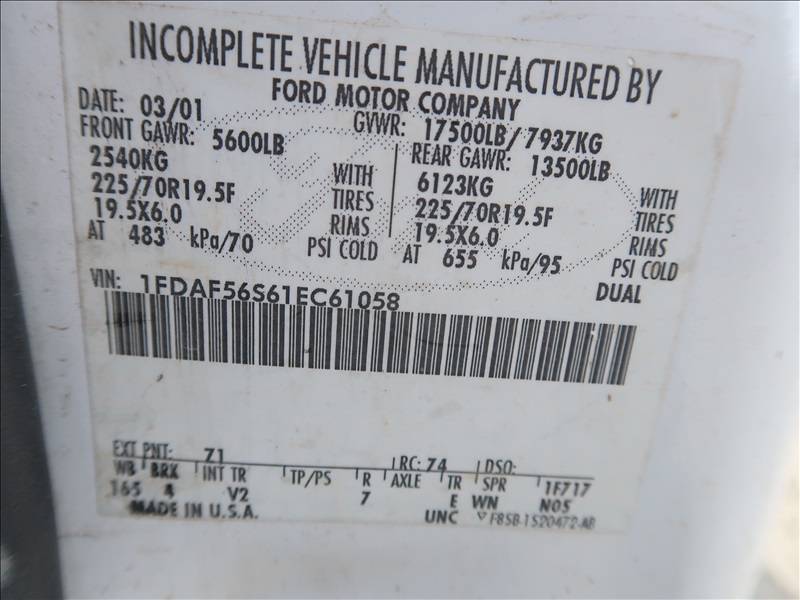 INCOMPLETE VEHICLE MANUFACTURED BY
FORD MOTOR COMPANY
DATE: 03/01 GVWR: 17500LB/7937KG
FRONT GAWR: 5600LB REAR GAWR: 13500LB
2540KG WITH 6123KG WITH
225/70R19.5F TIRES 225/70R19.5F TIRES
19.5X6.0 RIMS 19.5X6.0 RIMS
AT 483 kPa/70 PSI COLD AT 655 kPa/95 PSI COLD
DUAL
VIN: 1FDAF56S61EC61058
EXT PNT: Z1 RC: 74 DSO:
WB BRK INT TR TP/PS R AXLE TR SPR 1F717
165 4 V2 7 E WN N05
MADE IN U.S.A. UNC F85B-1520472-AB